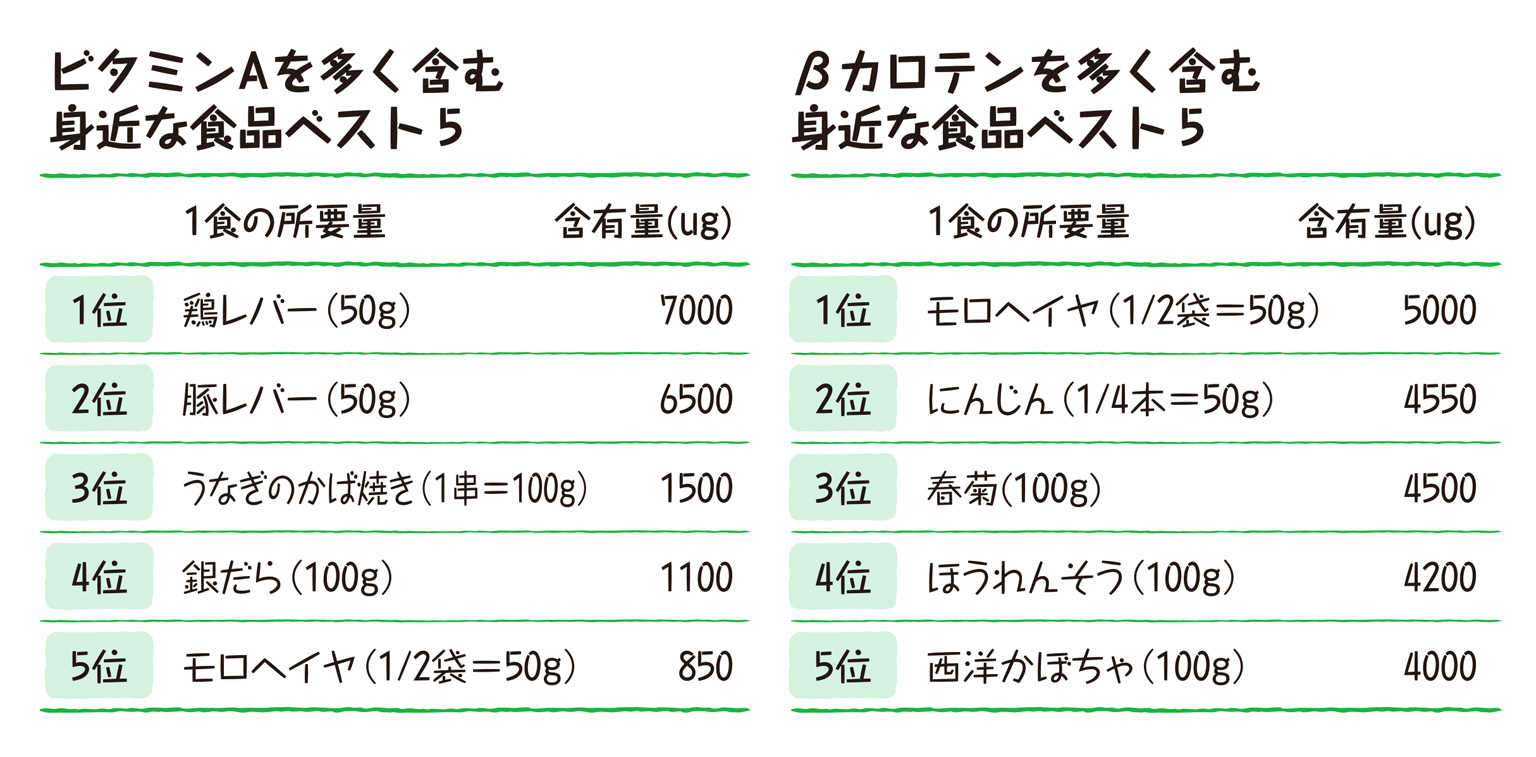 ビタミンAを多く含む
身近な食品ベスト5
1食の所要量 含有量(ug)
1位 鶏レバー(50g) 7000
2位 豚レバー(50g) 6500
3位 うなぎのかば焼き(1串＝100g) 1500
4位 銀だら(100g) 1100
5位 モロヘイヤ(1/2袋＝50g) 850
βカロテンを多く含む
身近な食品ベスト5
1食の所要量 含有量(ug)
1位 モロヘイヤ(1/2袋＝50g) 5000
2位 にんじん(1/4本＝50g) 4550
3位 春菊(100g) 4500
4位 ほうれんそう(100g) 4200
5位 西洋かぼちゃ(100g) 4000